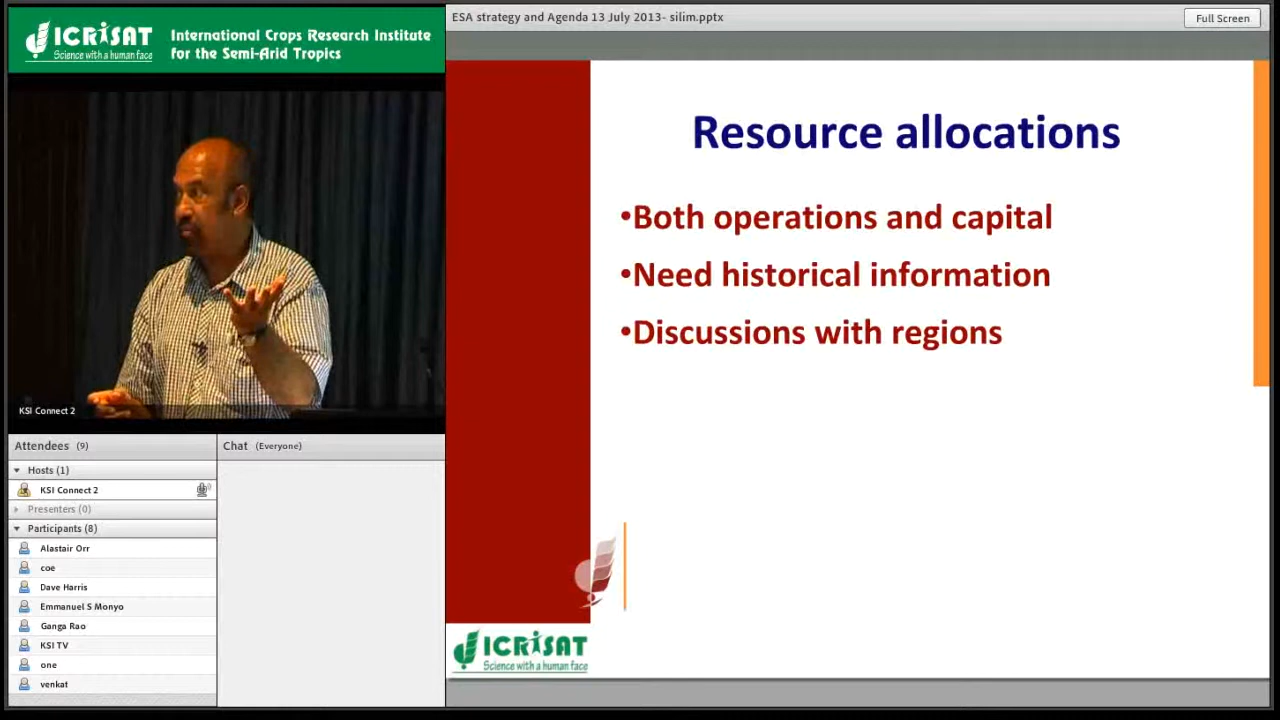 ICRISAT
Science with a human face
International Crops Research Institute
for the Semi-Arid Tropics
KSI Connect 2
Attendees (9)
Hosts (1)
KSI Connect 2
Presenters (0)
Participants (8)
Alastair Orr
coe
Dave Harris
Emmanuel S Monyo
Ganga Rao
KSI TV
one
venkat
Chat (Everyone)
ESA strategy and Agenda 13 July 2013- silim.pptx
Full Screen
Resource allocations
•Both operations and capital
•Need historical information
•Discussions with regions
ICRISAT
Science with a human face